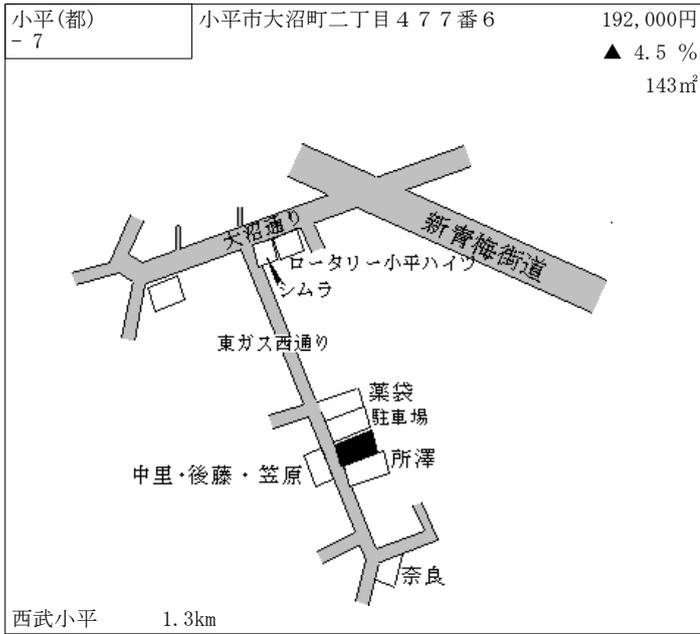 小平(都)
- 7
小平市大沼町二丁目４７７番６
192,000円
▲ 4.5 %
143㎡
大沼通り
新青梅街道
ロータリー小平ハイツ
シムラ
東ガス西通り
薬袋
駐車場
所澤
中里・後藤・笠原
奈良
西武小平 1.3km